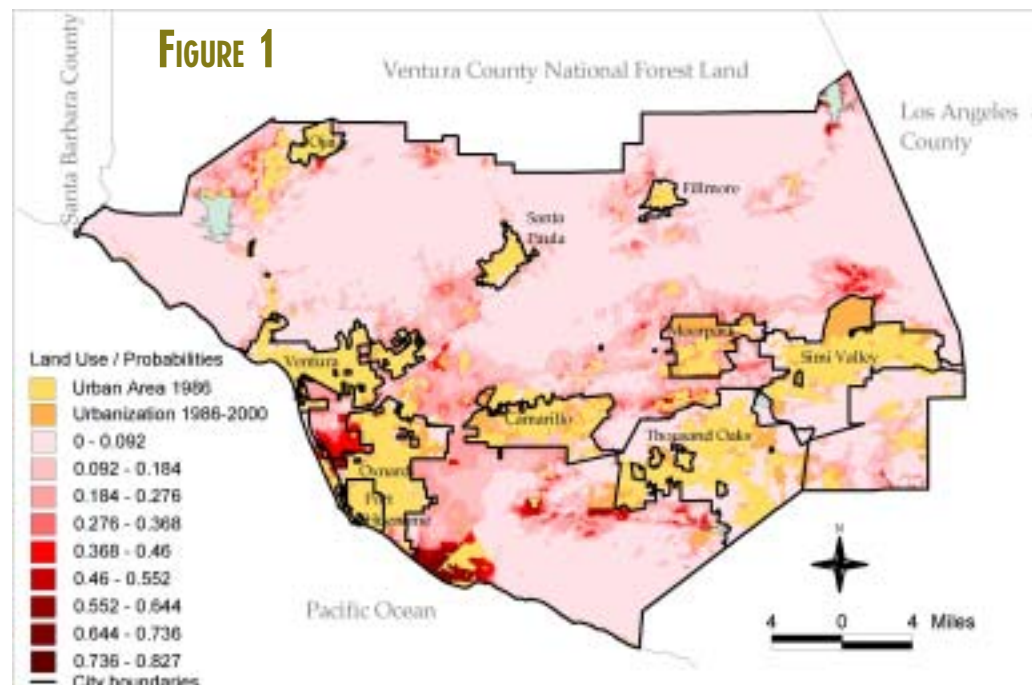 FIGURE 1
Santa Barbara County
Ventura County National Forest Land
Los Angeles
County
Ojai
Fillmore
Santa
Paula
Moorpark
Simi Valley
Ventura
Camarillo
Thousand Oaks
Oxnard
Port
Hueneme
Land Use / Probabilities
Urban Area 1986
Urbanization 1986-2000
0 - 0.092
0.092 - 0.184
0.184 - 0.276
0.276 - 0.368
0.368 - 0.46
0.46 - 0.552
0.552 - 0.644
0.644 - 0.736
0.736 - 0.827
City boundaries
Pacific Ocean
N
4 0 4 Miles